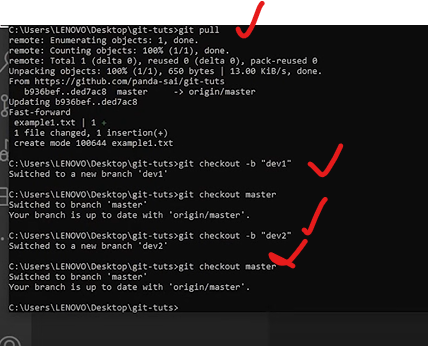 C:\Users\LENOVO\Desktop\git-tuts>git pull
remote: Enumerating objects: 1, done.
remote: Counting objects: 100% (1/1), done.
remote: Total 1 (delta 0), reused 0 (delta 0), pack-reused 0
Unpacking objects: 100% (1/1), 650 bytes | 13.00 KiB/s, done.
From https://github.com/panda-sai/git-tuts
b936bef..ded7ac8 master -> origin/master
Updating b936bef..ded7ac8
Fast-forward
example1.txt | 1 +
1 file changed, 1 insertion(+)
create mode 100644 example1.txt
C:\Users\LENOVO\Desktop\git-tuts>git checkout -b "dev1"
Switched to a new branch 'dev1'
C:\Users\LENOVO\Desktop\git-tuts>git checkout master
Switched to branch 'master'
Your branch is up to date with 'origin/master'.
C:\Users\LENOVO\Desktop\git-tuts>git checkout -b "dev2"
Switched to a new branch 'dev2'
C:\Users\LENOVO\Desktop\git-tuts>git checkout master
Switched to branch 'master'
Your branch is up to date with 'origin/master'.
C:\Users\LENOVO\Desktop\git-tuts>